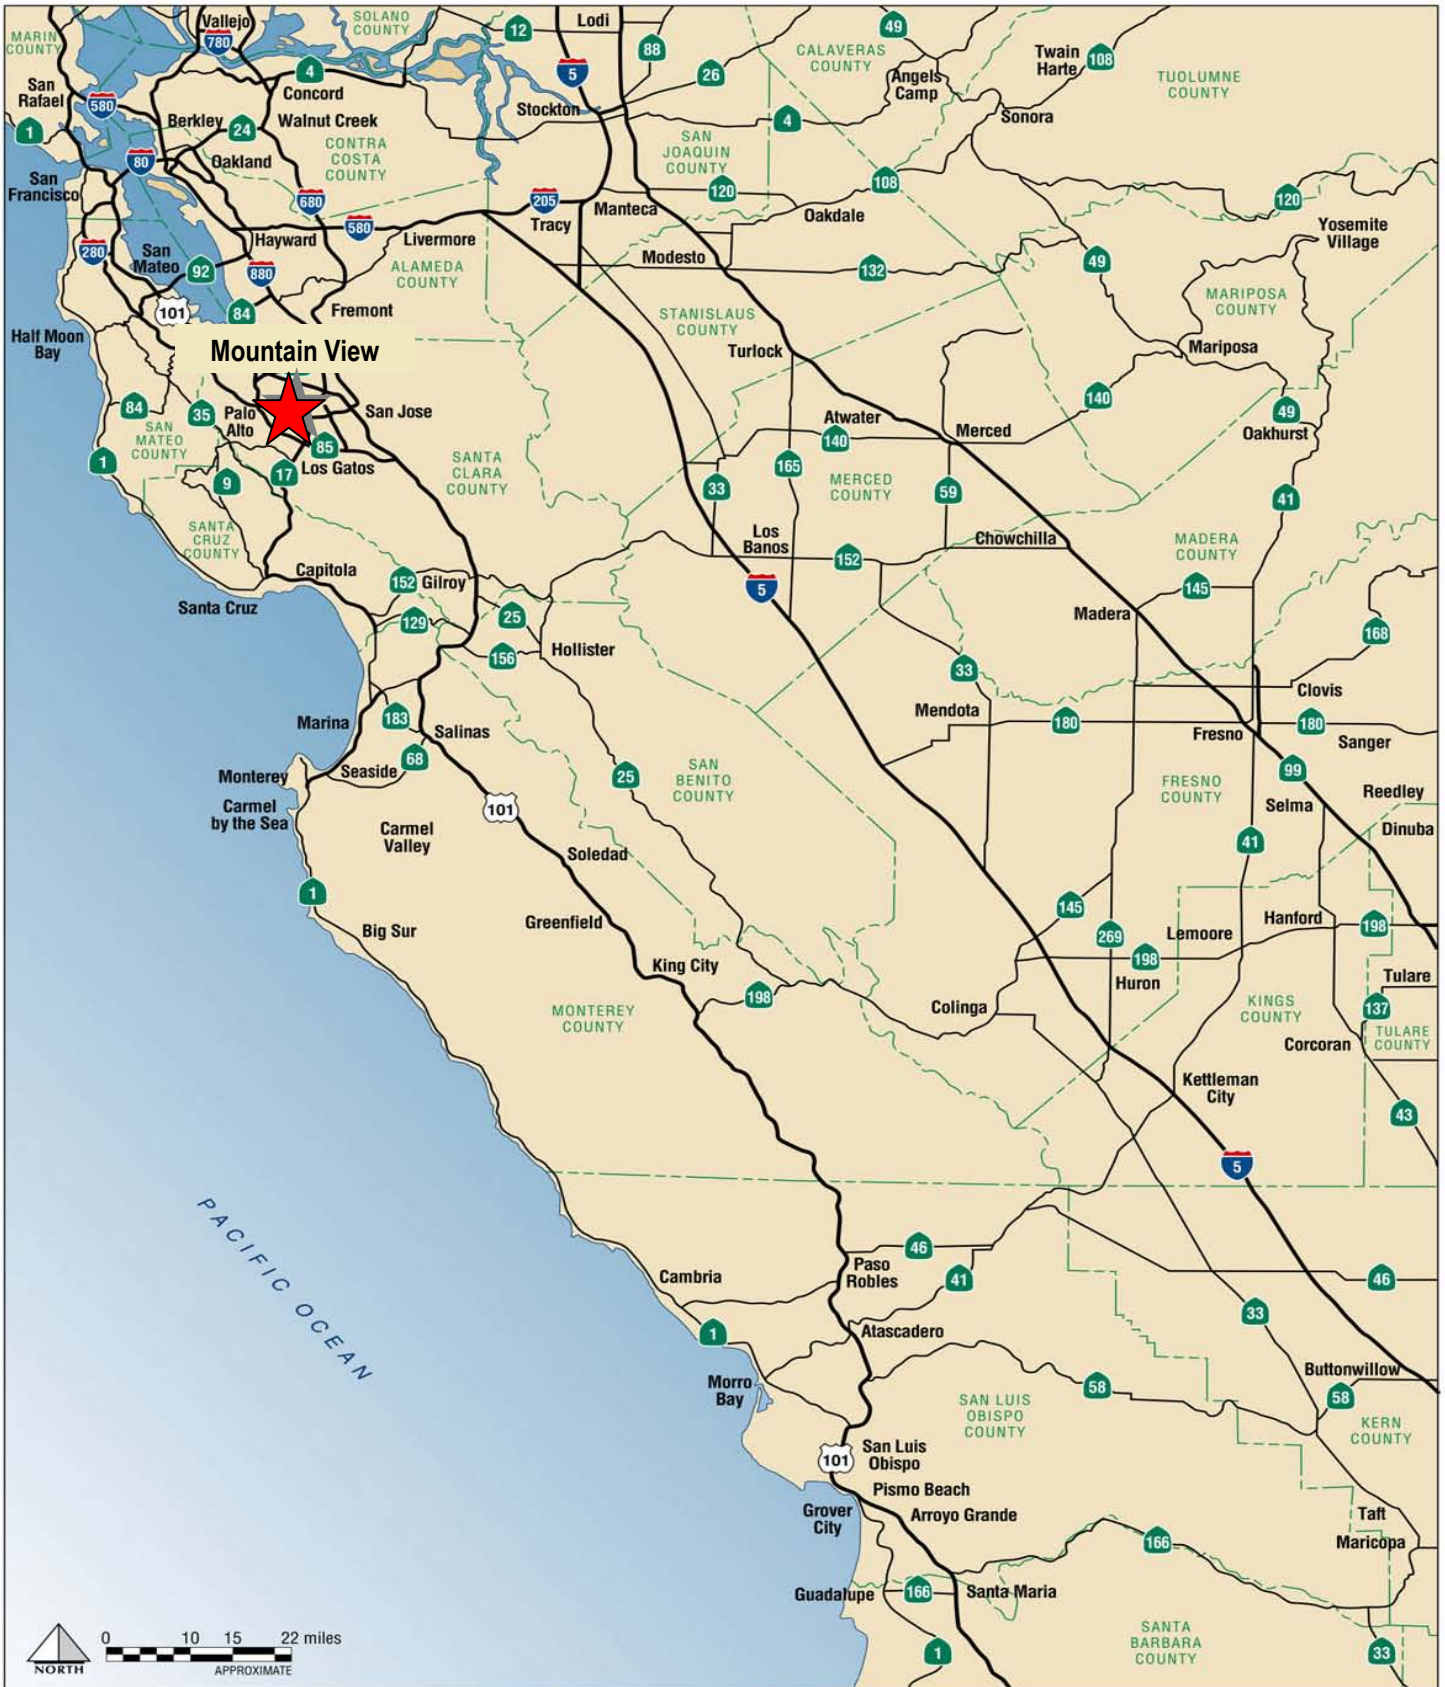 Vallejo
SOLANO
COUNTY
12
Lodi
49
MARIN
COUNTY
780
88
CALAVERAS
COUNTY
Twain
Harte
108
4
5
26
Angels
Camp
TUOLUMNE
COUNTY
San
Rafael
580
Concord
Stockton
Sonora
1
Berkley
24
Walnut Creek
4
80
Oakland
CONTRA
COSTA
COUNTY
SAN
JOAQUIN
COUNTY
108
San
Francisco
680
205
120
120
Manteca
Oakdale
Tracy
580
Hayward
Livermore
Yosemite
Village
280
San
Mateo
92
880
ALAMEDA
COUNTY
Modesto
132
49
101
84
Fremont
STANISLAUS
COUNTY
MARIPOSA
COUNTY
Half Moon
Bay
Mountain View
Turlock
Mariposa
84
35
Palo
Alto
San Jose
Atwater
140
49
SAN
MATEO
COUNTY
85
140
Merced
Oakhurst
1
9
17
Los Gatos
SANTA
CLARA
COUNTY
165
33
MERCED
COUNTY
59
41
SANTA
CRUZ
COUNTY
Los
Banos
Chowchilla
MADERA
COUNTY
152
Capitola
152
Gilroy
5
145
Santa Cruz
129
25
Madera
168
156
Hollister
33
Clovis
Marina
183
Salinas
Mendota
180
180
Fresno
Sanger
68
Monterey
Seaside
25
SAN
BENITO
COUNTY
FRESNO
COUNTY
99
Selma
Reedley
Carmel
by the Sea
101
Carmel
Valley
Dinuba
Soledad
41
1
145
Big Sur
Greenfield
269
Lemoore
Hanford
198
198
King City
Huron
Tulare
198
Colinga
MONTEREY
COUNTY
KINGS
COUNTY
137
Corcoran
TULARE
COUNTY
Kettleman
City
43
5
PACIFIC OCEAN
46
Cambria
Paso
Robles
41
46
33
1
Atascadero
Buttonwillow
Morro
Bay
58
58
SAN LUIS
OBISPO
COUNTY
KERN
COUNTY
101
San Luis
Obispo
Pismo Beach
Grover
City
Arroyo Grande
Taft
166
Maricopa
Guadalupe
166
Santa Maria
SANTA
BARBARA
COUNTY
1
33
0 10 15 22 miles
NORTH
APPROXIMATE